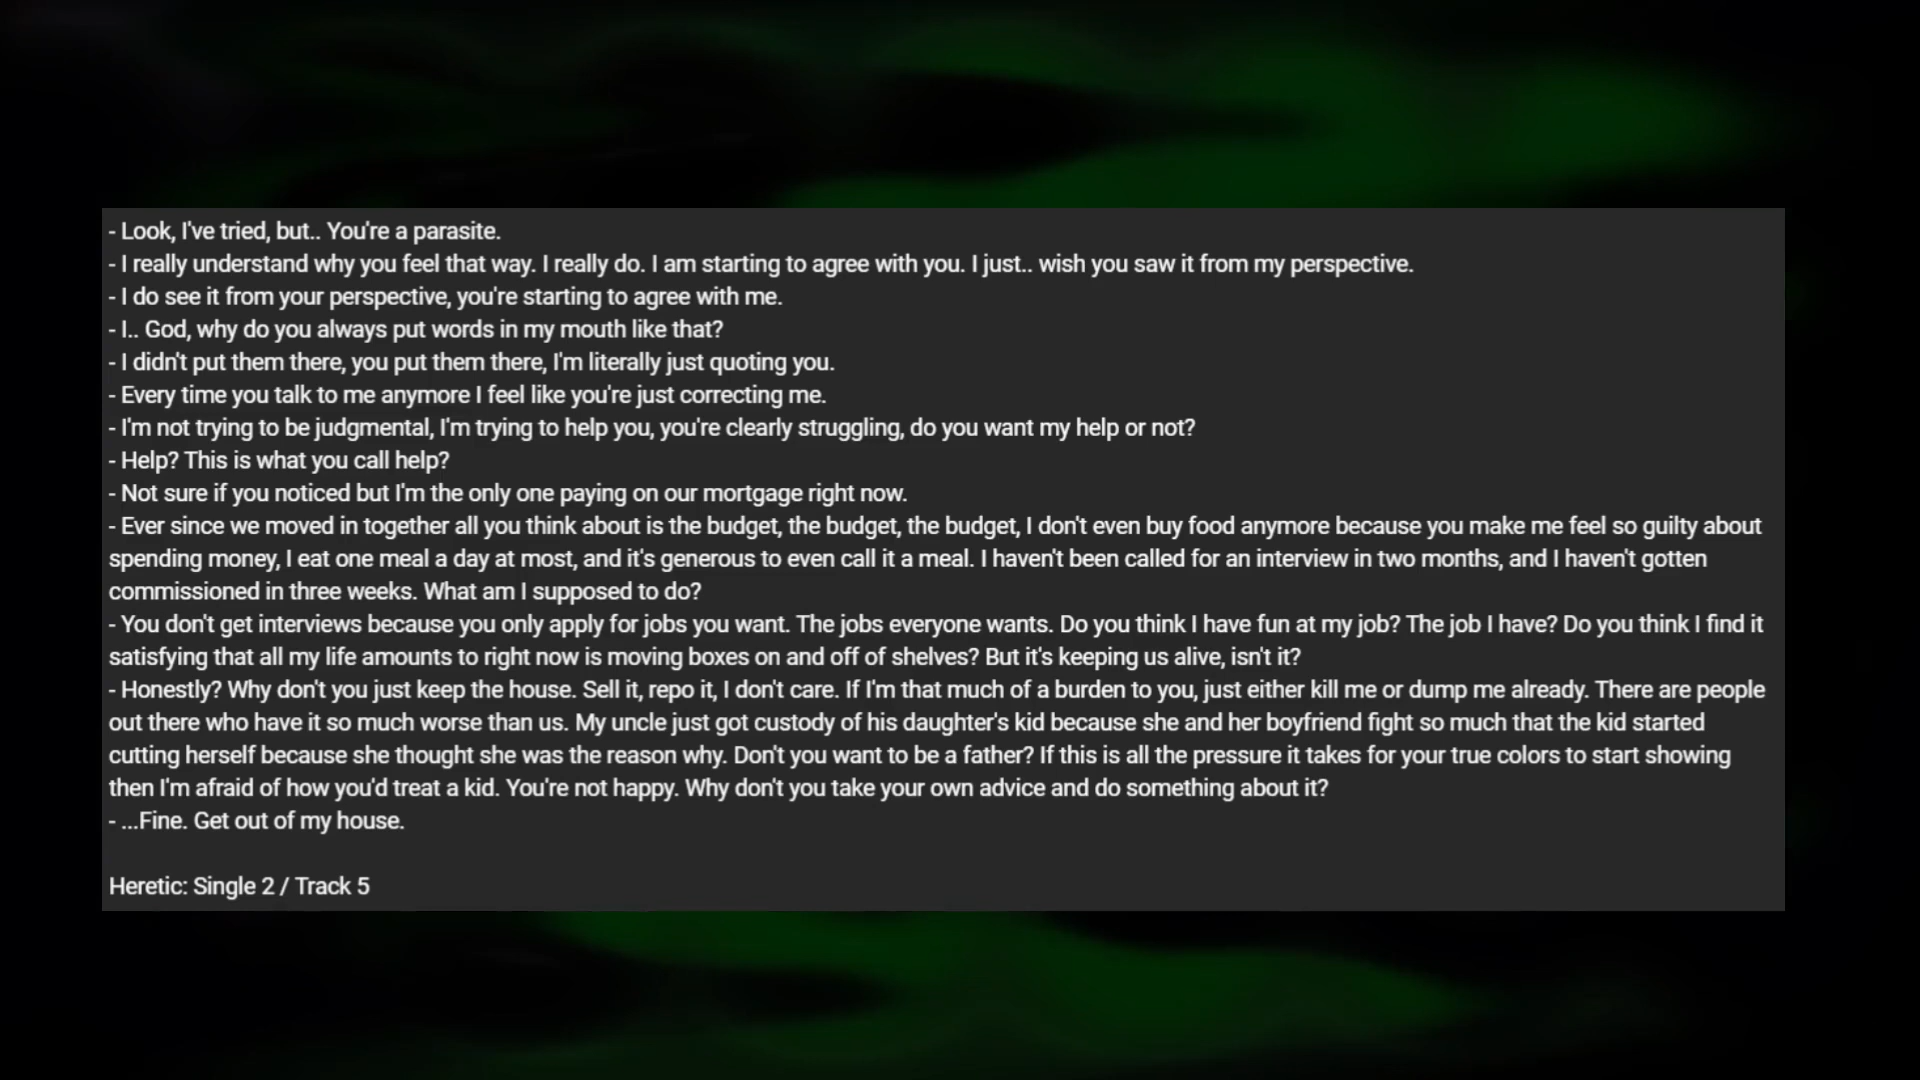 - Look, I've tried, but.. You're a parasite.
- I really understand why you feel that way. I really do. I am starting to agree with you. I just.. wish you saw it from my perspective.
- I do see it from your perspective, you're starting to agree with me.
- I.. God, why do you always put words in my mouth like that?
- I didn't put them there, you put them there, I'm literally just quoting you.
- Every time you talk to me anymore I feel like you're just correcting me.
- I'm not trying to be judgmental, I'm trying to help you, you're clearly struggling, do you want my help or not?
- Help? This is what you call help?
- Not sure if you noticed but I'm the only one paying on our mortgage right now.
- Ever since we moved in together all you think about is the budget, the budget, the budget, I don't even buy food anymore because you make me feel so guilty about
spending money, I eat one meal a day at most, and it's generous to even call it a meal. I haven't been called for an interview in two months, and I haven't gotten
commissioned in three weeks. What am I supposed to do?
- You don't get interviews because you only apply for jobs you want. The jobs everyone wants. Do you think I have fun at my job? The job I have? Do you think I find it
satisfying that all my life amounts to right now is moving boxes on and off of shelves? But it's keeping us alive, isn't it?
- Honestly? Why don't you just keep the house. Sell it, repo it, I don't care. If I'm that much of a burden to you, just either kill me or dump me already. There are people
out there who have it so much worse than us. My uncle just got custody of his daughter's kid because she and her boyfriend fight so much that the kid started
cutting herself because she thought she was the reason why. Don't you want to be a father? If this is all the pressure it takes for your true colors to start showing
then I'm afraid of how you'd treat a kid. You're not happy. Why don't you take your own advice and do something about it?
- ...Fine. Get out of my house.
Heretic: Single 2 / Track 5